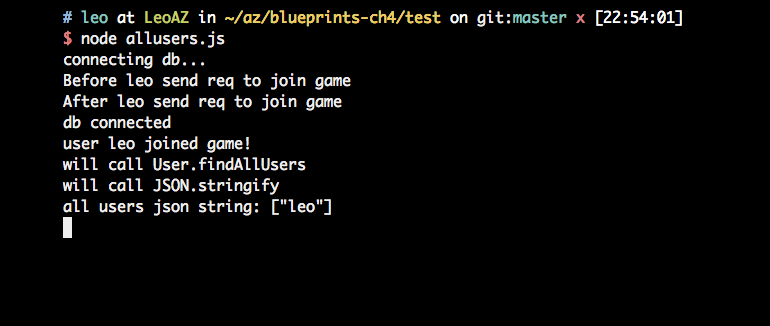 # leo at LeoAZ in ~/az/blueprints-ch4/test on git:master x [22:54:01]
$ node allusers.js
connecting db...
Before leo send req to join game
After leo send req to join game
db connected
user leo joined game!
will call User.findAllUsers
will call JSON.stringify
all users json string: ["leo"]